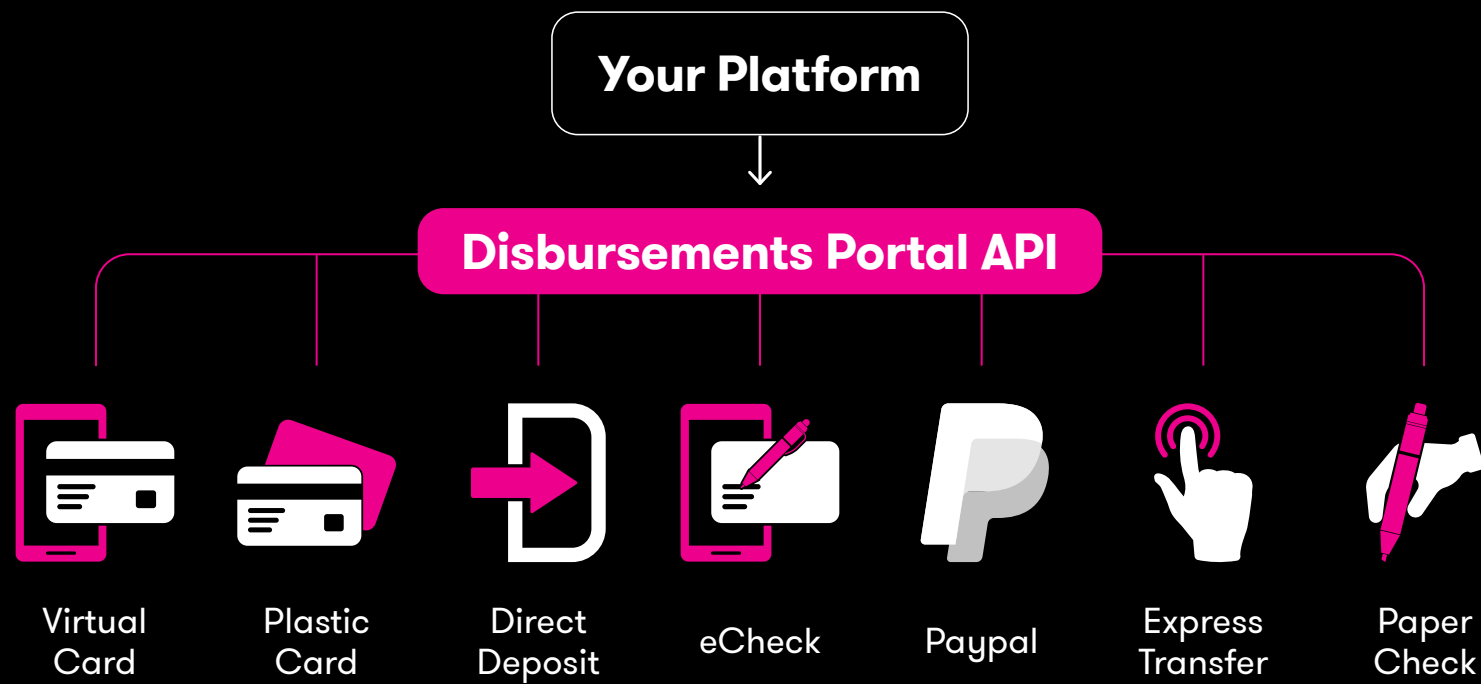 Your Platform
Disbursements Portal API
Virtual
Card
Plastic
Card
Direct
Deposit
eCheck
Paypal
Express
Transfer
Paper
Check